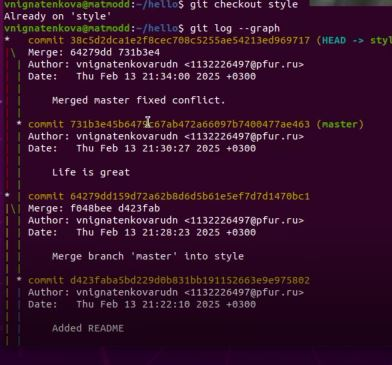 vnignatenkova@matmodd:~/hello$ git checkout style
Already on 'style'
vnignatenkova@matmodd:~/hello$ git log --graph
* commit 38c5d2dca1e2f8cec708c5255ae54213ed969717 (HEAD -> styl
|\ Merge: 64279dd 731b3e4
| | Author: vnignatenkovarudn <1132226497@pfur.ru>
| | Date: Thu Feb 13 21:34:00 2025 +0300
| | Merged master fixed conflict.
| * commit 731b3e45b6479c67ab472a66097b7400477ae463 (master)
| | Author: vnignatenkovarudn <1132226497@pfur.ru>
| | Date: Thu Feb 13 21:30:27 2025 +0300
| | Life is great
* | commit 64279dd159d72a62b8d6d5b61e5ef7d7d1470bc1
|\| Merge: f048bee d423fab
| | Author: vnignatenkovarudn <1132226497@pfur.ru>
| | Date: Thu Feb 13 21:28:23 2025 +0300
| | Merge branch 'master' into style
| * commit d423faba5bd229d0b831bb191152663e9e975802
| | Author: vnignatenkovarudn <1132226497@pfur.ru>
| | Date: Thu Feb 13 21:22:10 2025 +0300
| | Added README